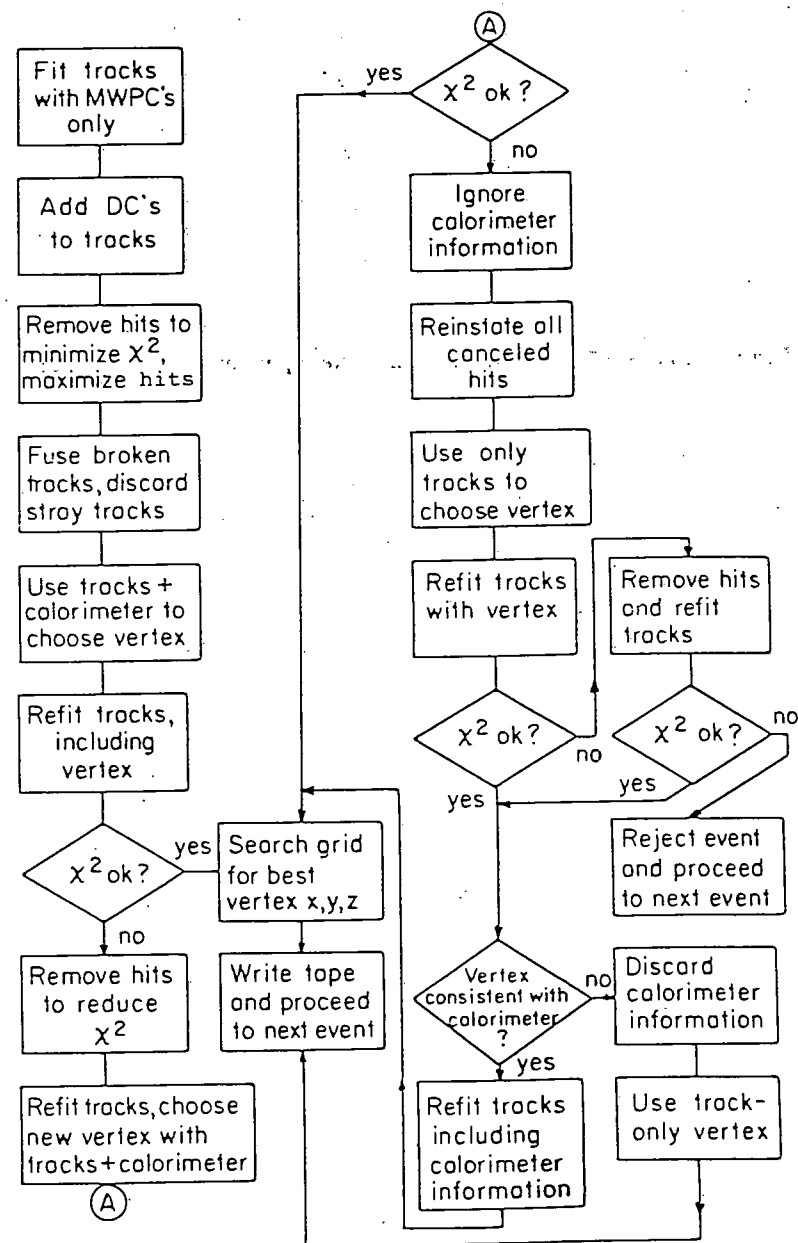 Fit tracks
with MWPC's
only
Add DC's
to tracks
Remove hits to
minimize χ²,
maximize hits
Fuse broken
tracks, discard
stray tracks
Use tracks +
calorimeter to
choose vertex
Refit tracks,
including
vertex
χ² ok?
yes
no
Search grid
for best
vertex x,y,z
Write tape
and proceed
to next event
Remove hits
to reduce
χ²
Refit tracks, choose
new vertex with
tracks+calorimeter
A
A
χ² ok?
yes
no
Ignore
calorimeter
information
Reinstate all
canceled
hits
Use only
tracks to
choose vertex
Refit tracks
with vertex
χ² ok?
no
yes
Remove hits
and refit
tracks
χ² ok?
no
yes
Reject event
and proceed
to next event
Vertex
consistent with
calorimeter
?
no
yes
Discard
calorimeter
information
Use track-
only vertex
Refit tracks
including
calorimeter
information